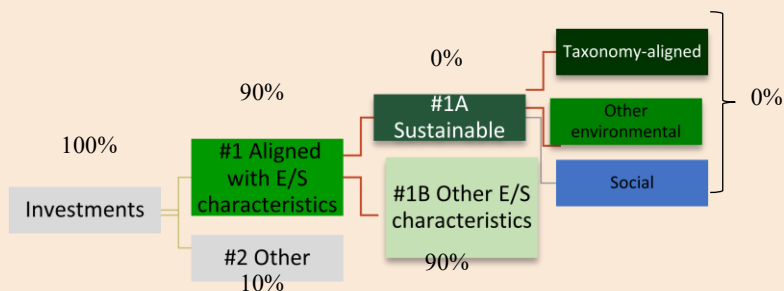 100%
Investments
90%
#1 Aligned
with E/S
characteristics
#2 Other
10%
0%
#1A
Sustainable
#1B Other E/S
characteristics
90%
Taxonomy-aligned
Other
environmental
Social
0%